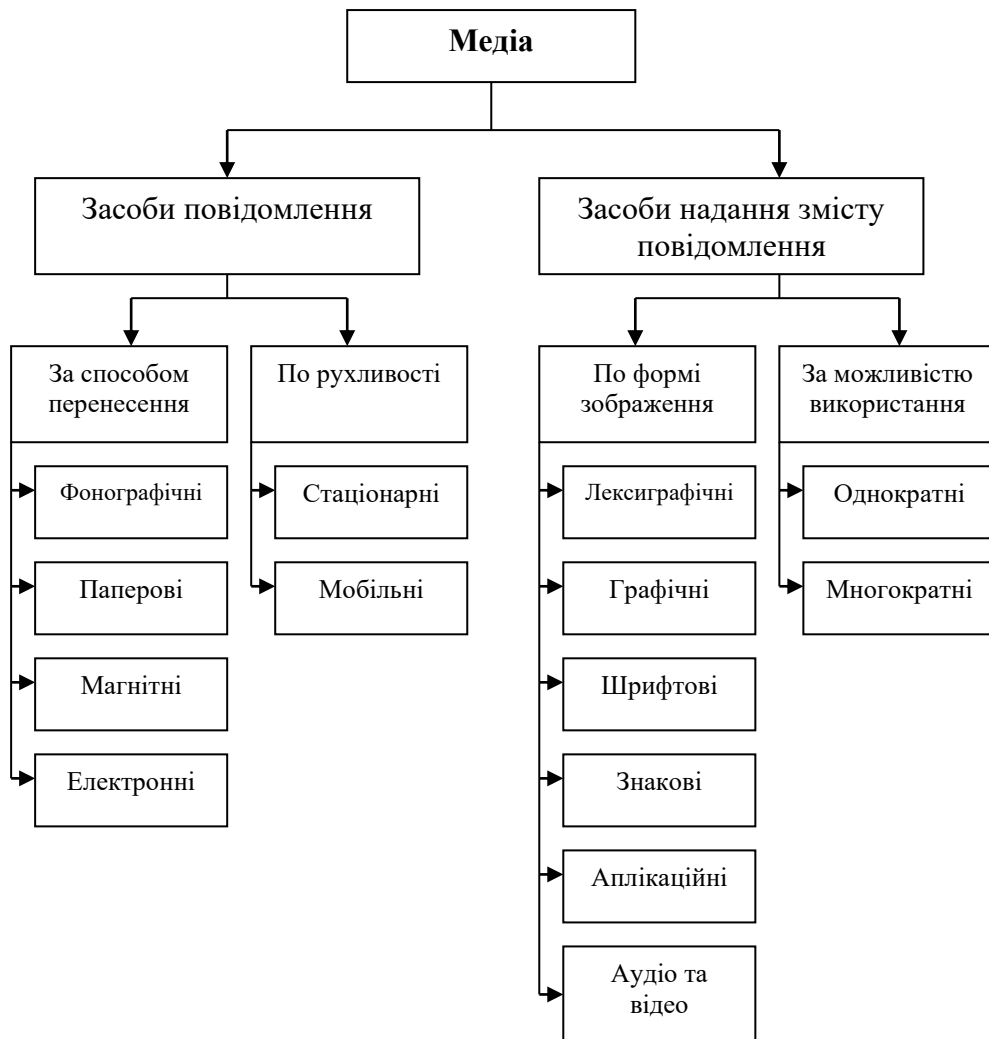 Медіа
Засоби повідомлення
Засоби надання змісту
повідомлення
За способом
перенесення
По рухливості
По формі
зображення
За можливістю
використання
Фонографічні
Стаціонарні
Лексиграфічні
Однократні
Паперові
Мобільні
Графічні
Многократні
Магнітні
Шрифтові
Електронні
Знакові
Аплікаційні
Аудіо та
відео